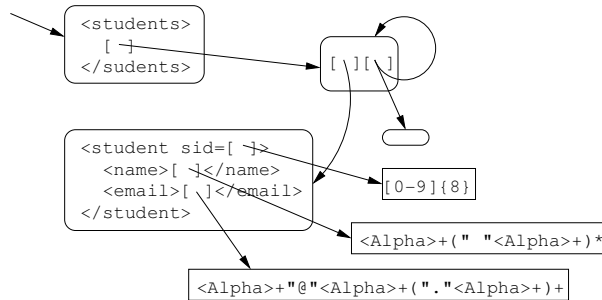 <students>
[ ]
</sudents>
[ ][ ]
<student sid=[ ]>
<name>[ ]</name>
<email>[ ]</email>
</student>
[0-9]{8}
<Alpha>+(" "<Alpha>+)*
<Alpha>+"@"<Alpha>+("."<Alpha>+)+